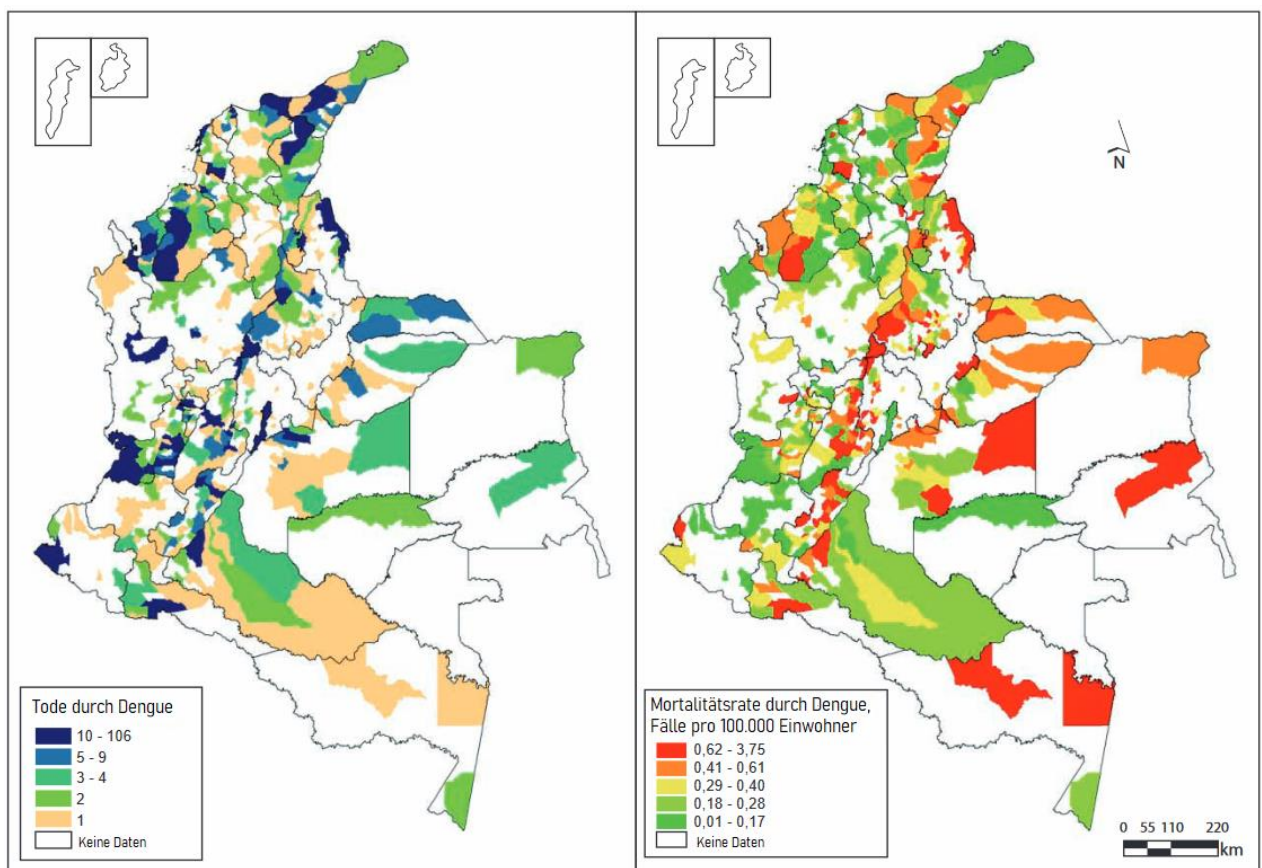 N
Tode durch Dengue
10 - 106
5 - 9
3 - 4
2
1
Keine Daten
Mortalitätsrate durch Dengue,
Fälle pro 100.000 Einwohner
0,62 - 3,75
0,41 - 0,61
0,29 - 0,40
0,18 - 0,28
0,01 - 0,17
Keine Daten
0 55 110 220
km